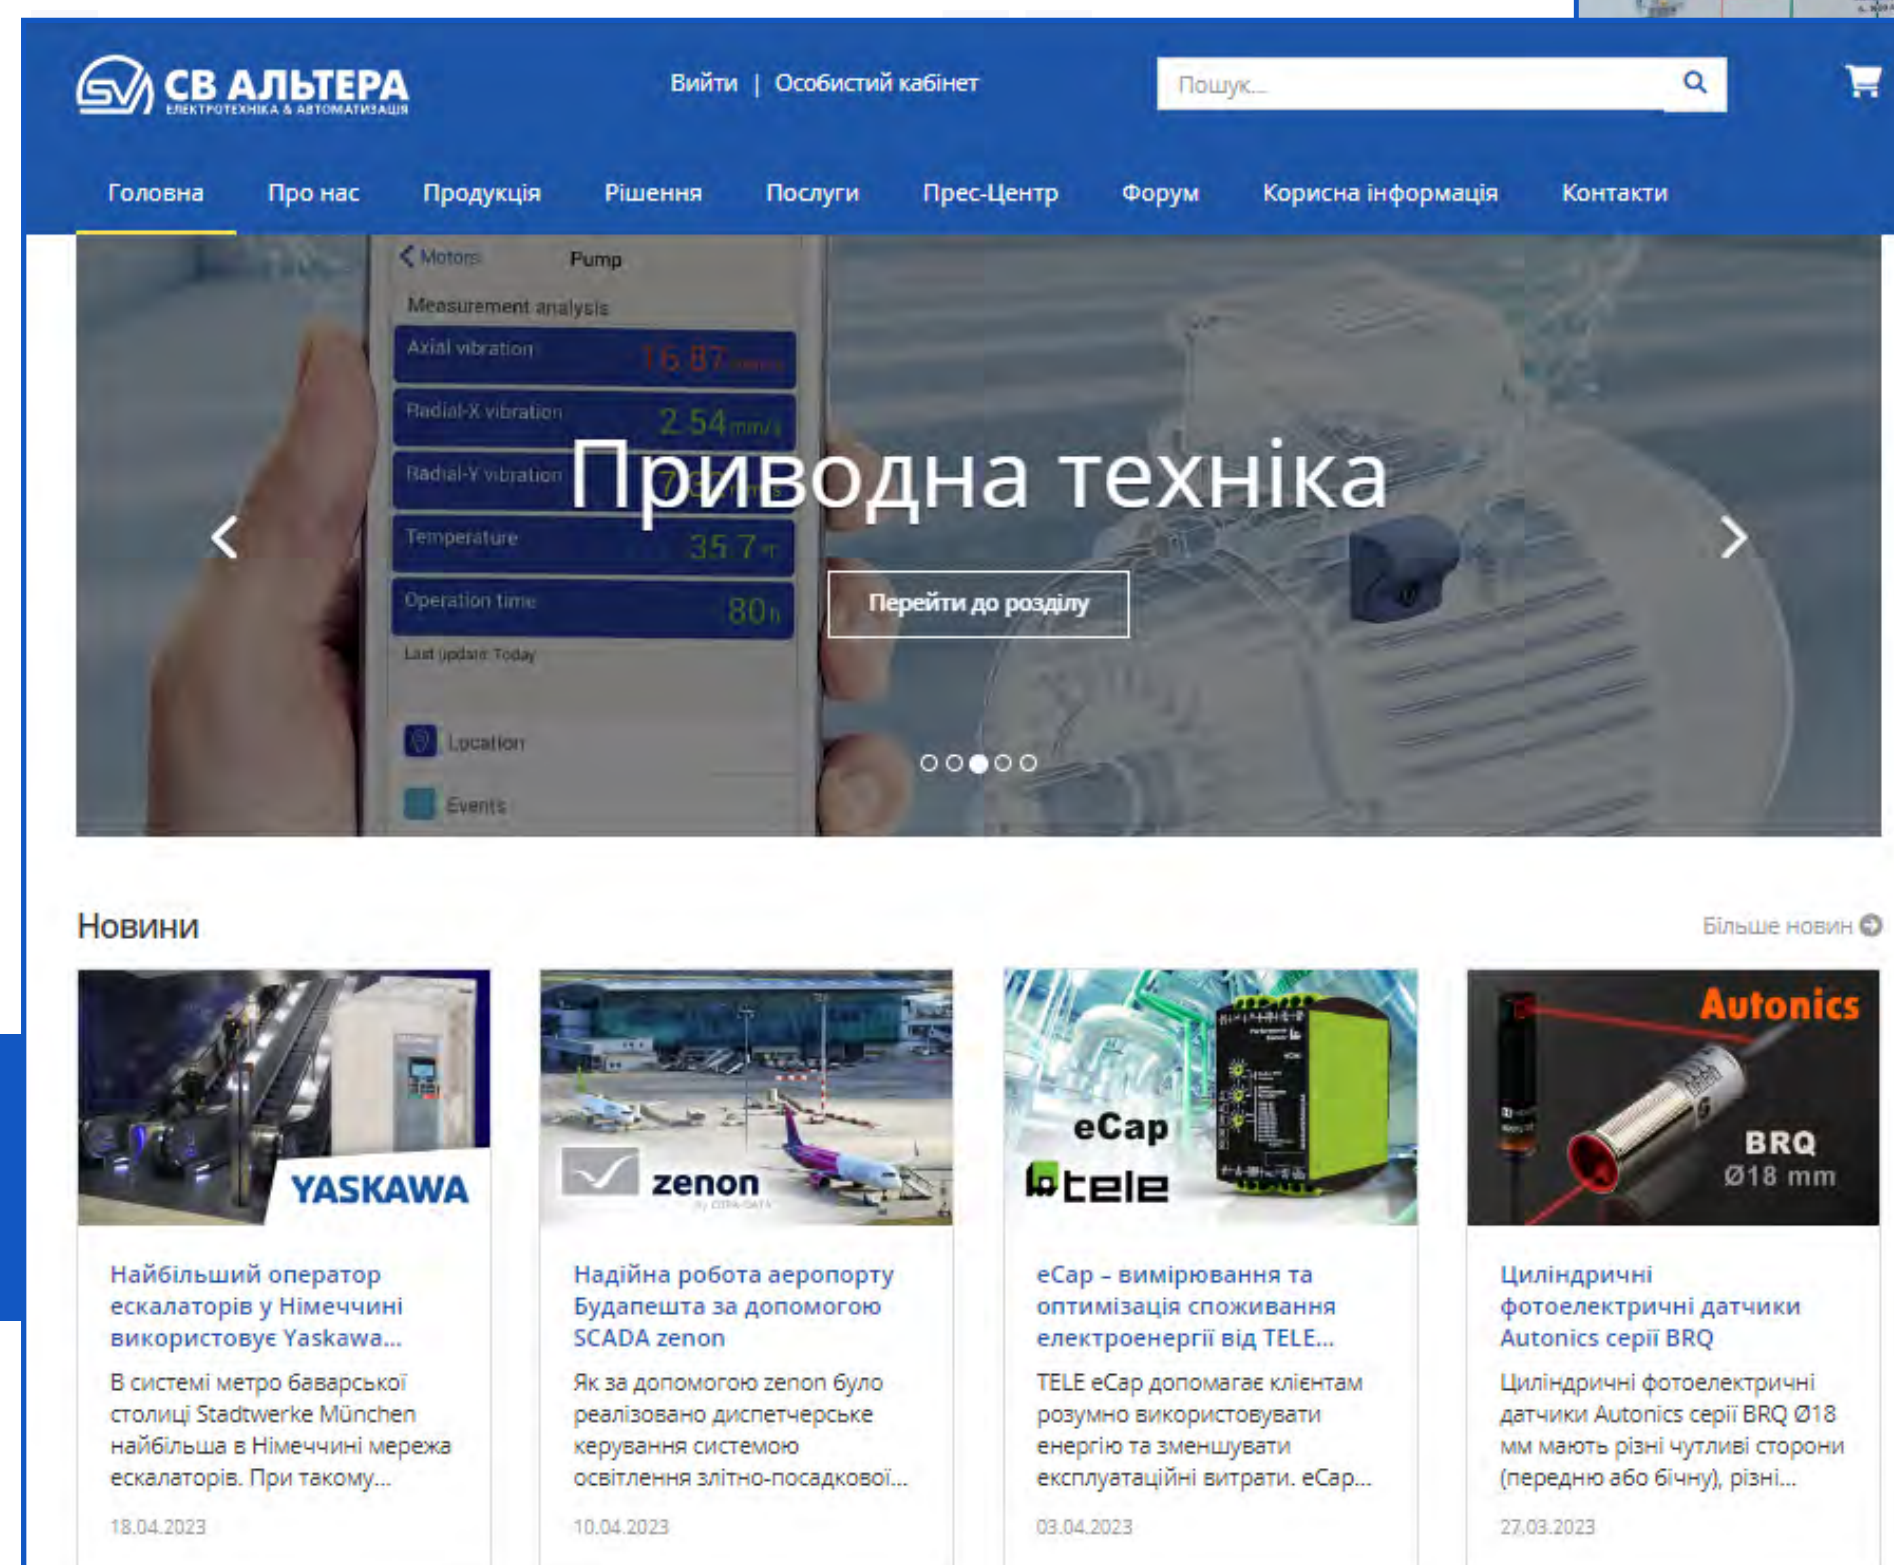 СВ АЛЬТЕРА
ЕЛЕКТРОТЕХНІКА & АВТОМАТИЗАЦІЯ
Вийти | Особистий кабінет
Пошук...
Головна Про нас Продукція Рішення Послуги Прес-Центр Форум Корисна інформація Контакти
Motors Pump
Measurement analysis
Axial vibration 16.87 mm/s
Radial-X vibration 2.54 mm/s
Radial-Y vibration
Приводна техніка
Temperature 35.7 °C
Operation time 80 h
Перейти до розділу
Last update: Today
Location
Events
Новини
Більше новин
YASKAWA
Найбільший оператор
ескалаторів у Німеччині
використовує Yaskawa...
В системі метро баварської
столиці Stadtwerke München
найбільша в Німеччині мережа
ескалаторів. При такому...
18.04.2023
zenon
by COPA-DATA
Надійна робота аеропорту
Будапешта за допомогою
SCADA zenon
Як за допомогою zenon було
реалізовано диспетчерське
керування системою
освітлення злітно-посадкової...
10.04.2023
eCap
tele
eCap – вимірювання та
оптимізація споживання
електроенергії від TELE...
TELE eCap допомагає клієнтам
розумно використовувати
енергію та зменшувати
експлуатаційні витрати. eCap...
03.04.2023
Autonics
BRQ
Ø18 mm
Циліндричні
фотоелектричні датчики
Autonics серії BRQ
Циліндричні фотоелектричні
датчики Autonics серії BRQ Ø18
мм мають різні чутливі сторони
(передню або бічну), різні...
27.03.2023